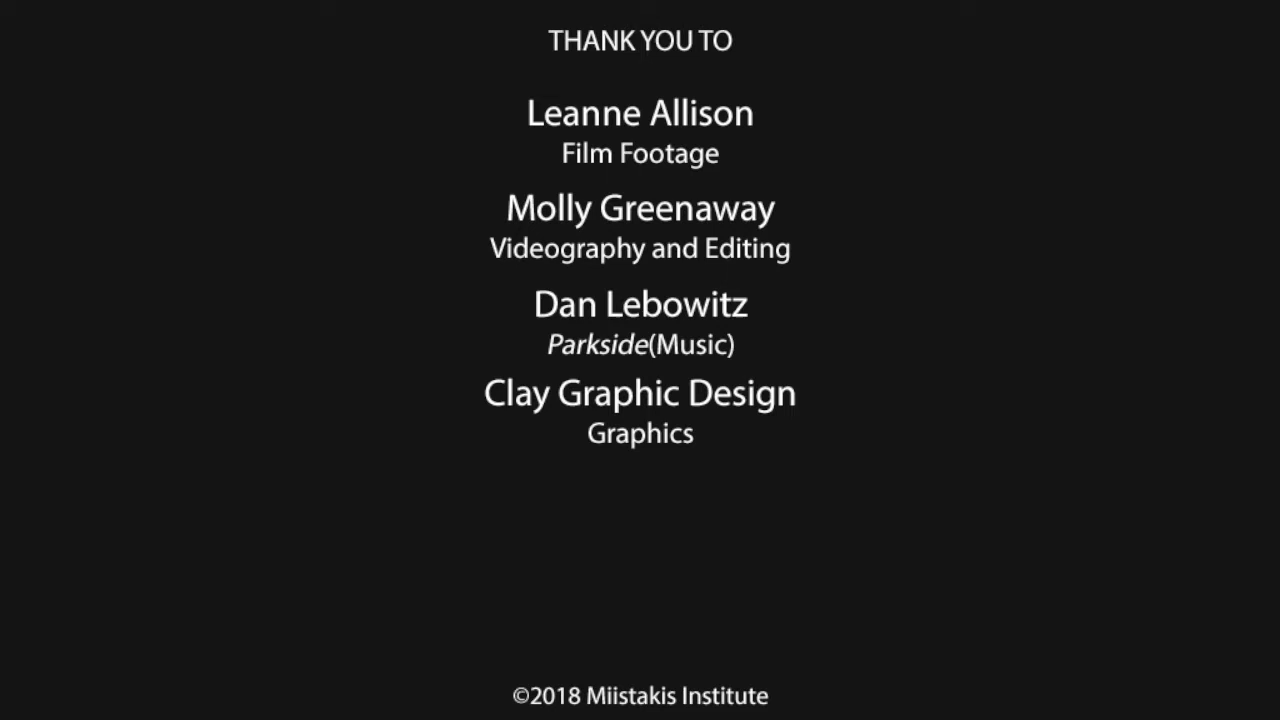 THANK YOU TO
Leanne Allison
Film Footage
Molly Greenaway
Videography and Editing
Dan Lebowitz
Parkside(Music)
Clay Graphic Design
Graphics
©2018 Miistakis Institute